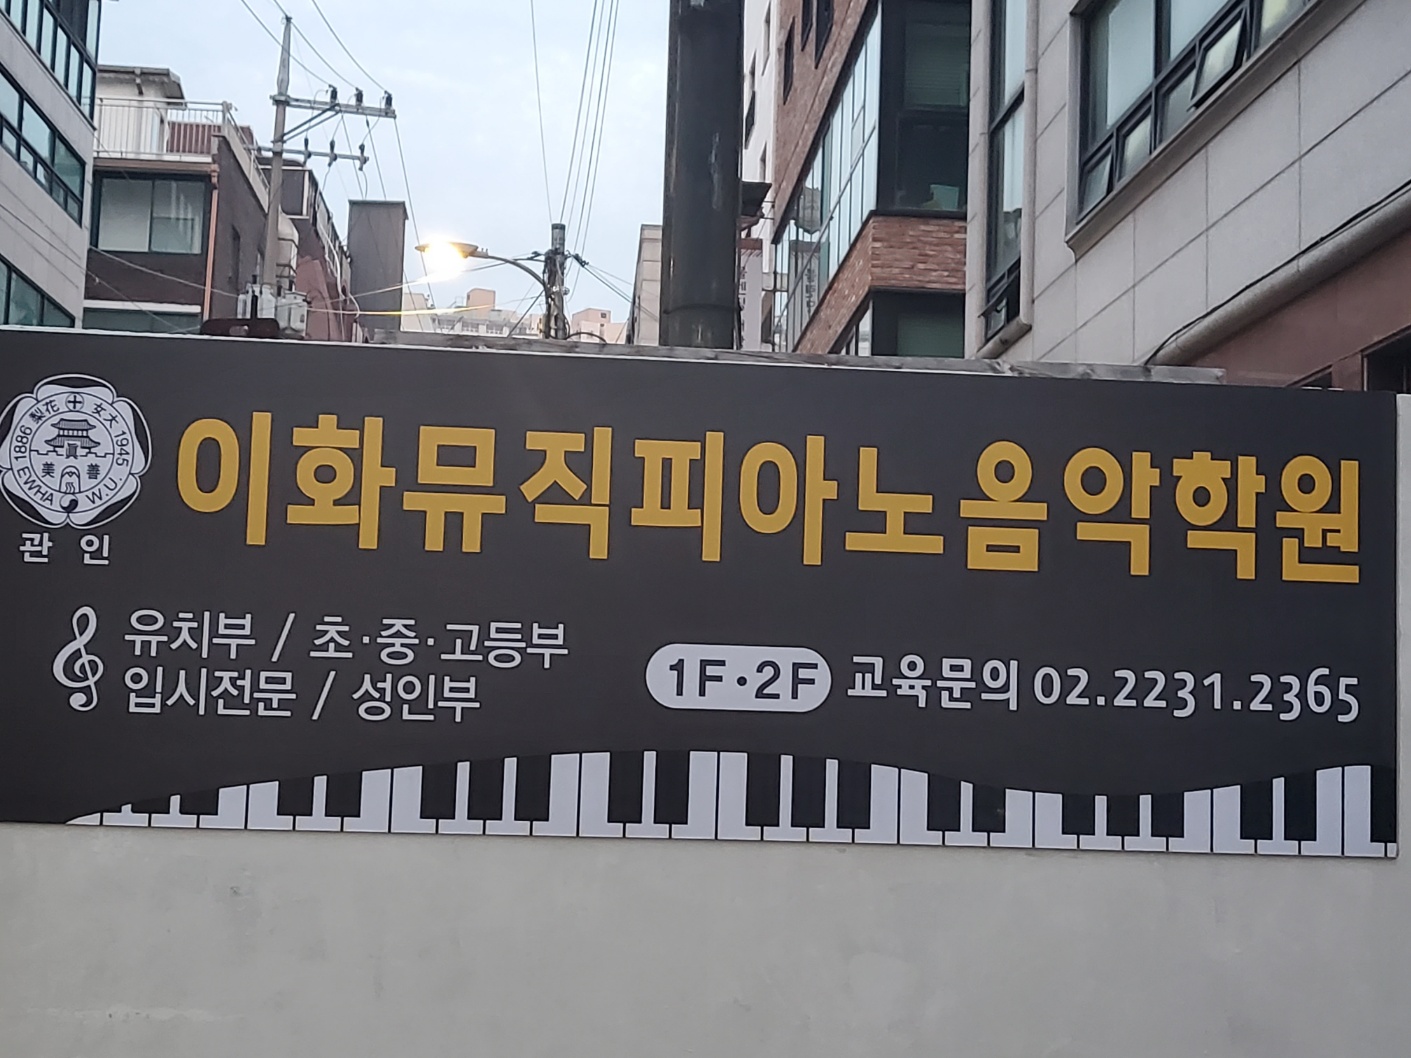 梨花 女大
1886 1945
眞
美 善
EWHA W.U.
관 인
이화뮤직피아노음악학원
유치부 / 초·중·고등부
입시전문 / 성인부
1F·2F 교육문의 02.2231.2365